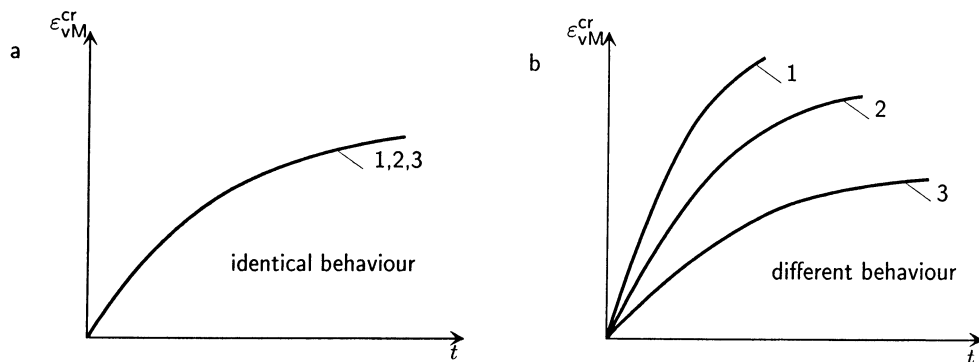 a
ε^cr_vM
1,2,3
identical behaviour
t
b
ε^cr_vM
1
2
3
different behaviour
t